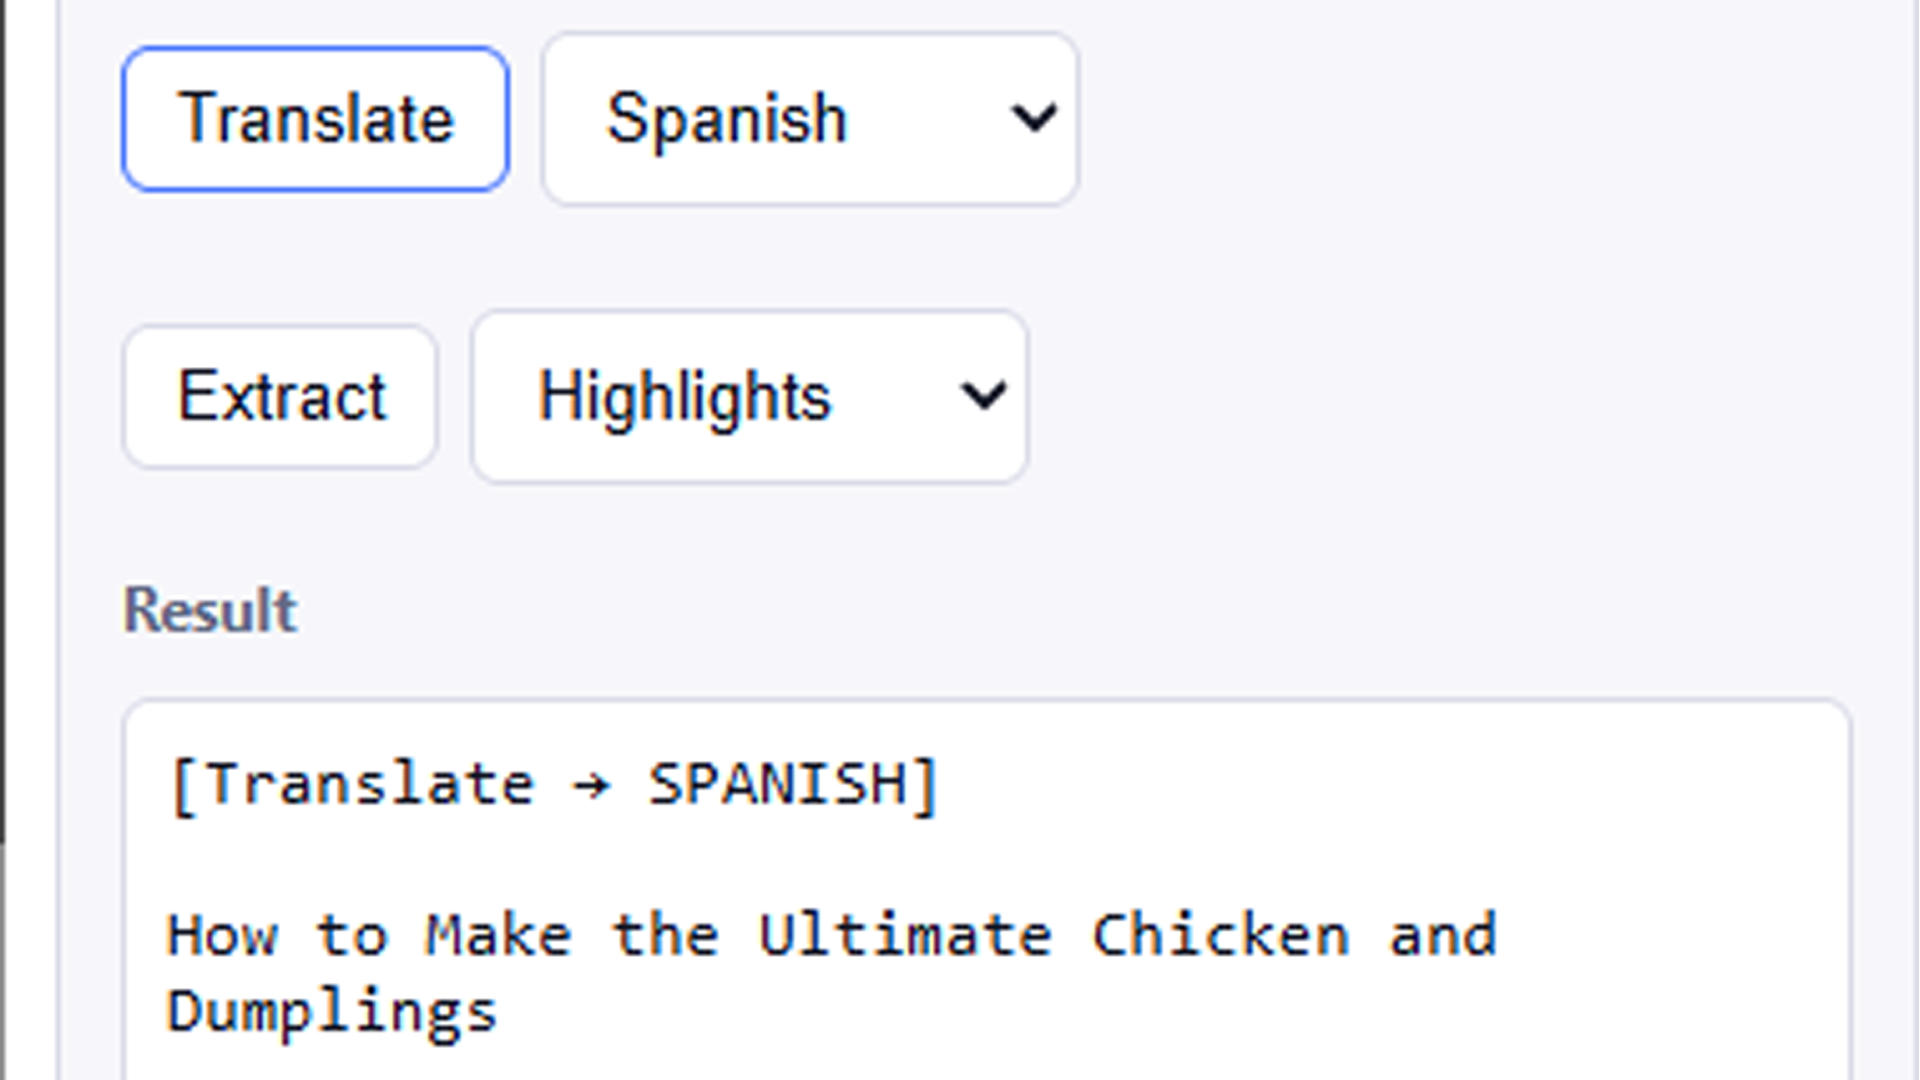 Translate Spanish
Extract Highlights
Result
[Translate → SPANISH]
How to Make the Ultimate Chicken and
Dumplings